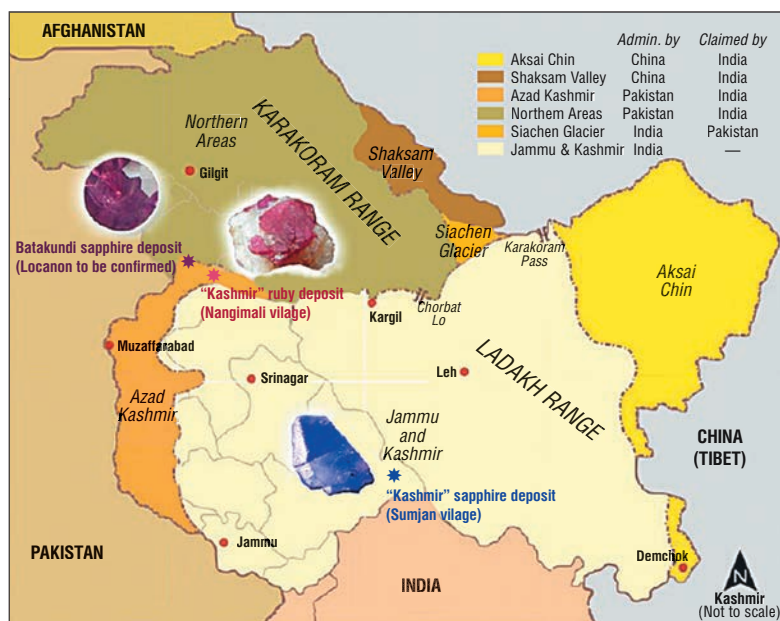 AFGHANISTAN
Admin. by Claimed by
Aksai Chin China India
Shaksam Valley China India
Azad Kashmir Pakistan India
Northem Areas Pakistan India
Siachen Glacier India Pakistan
Jammu & Kashmir India —
Northern
Areas
KARAKORAM RANGE
Gilgit
Shaksam
Valley
Siachen
Glacier
Karakoram
Pass
Aksai
Chin
Batakundi sapphire deposit
(Locanon to be confirmed)
"Kashmir" ruby deposit
(Nangimali vilage)
Kargil
Chorbat
Lo
Muzaffarabad
Srinagar
Leh
LADAKH RANGE
Azad
Kashmir
Jammu
and
Kashmir
CHINA
(TIBET)
"Kashmir" sapphire deposit
(Sumjan vilage)
PAKISTAN
Jammu
INDIA
Demchok
N
Kashmir
(Not to scale)